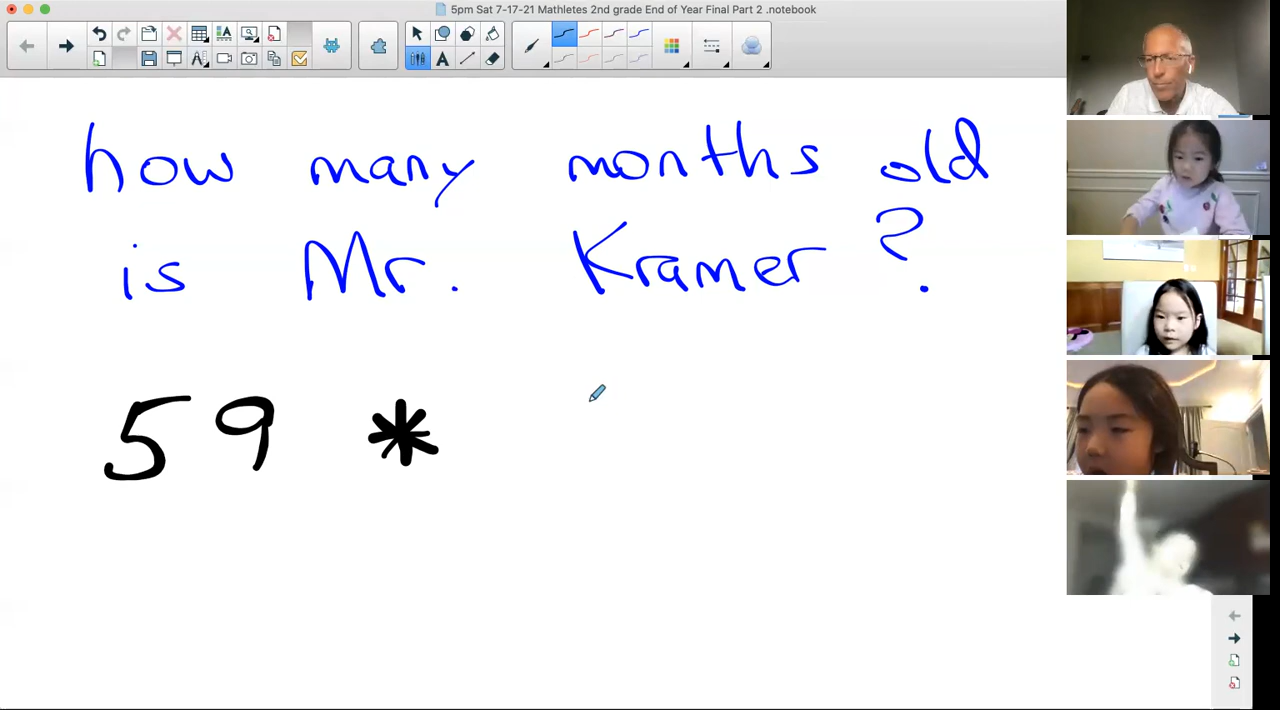 5pm Sat 7-17-21 Mathletes 2nd grade End of Year Final Part 2 .notebook
how many months old
is Mr. Kramer ?
59 *